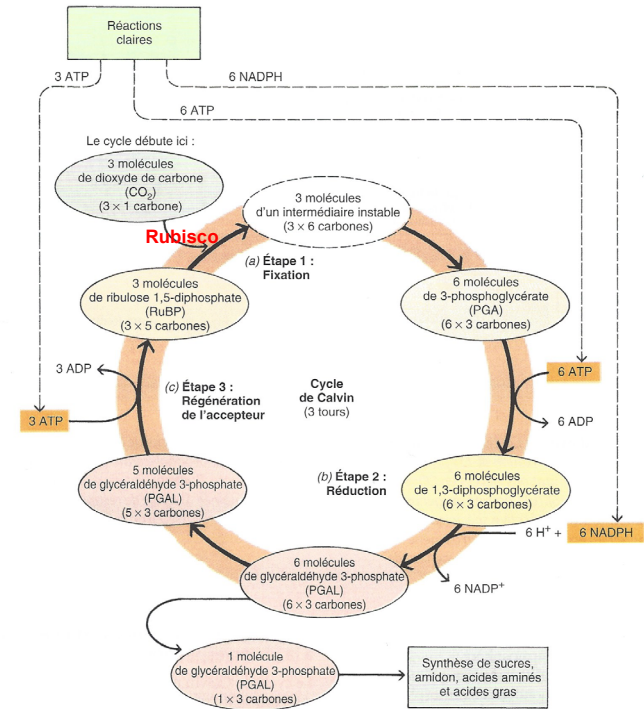 Réactions
claires
3 ATP
6 NADPH
6 ATP
Le cycle débute ici :
3 molécules
de dioxyde de carbone
(CO₂)
(3 × 1 carbone)
3 molécules
d'un intermédiaire instable
(3 × 6 carbones)
Rubisco
(a) Étape 1 :
Fixation
3 molécules
de ribulose 1,5-diphosphate
(RuBP)
(3 × 5 carbones)
6 molécules
de 3-phosphoglycérate
(PGA)
(6 × 3 carbones)
3 ADP
(c) Étape 3 :
Régénération
de l'accepteur
Cycle
de Calvin
(3 tours)
6 ATP
3 ATP
6 ADP
5 molécules
de glycéraldéhyde 3-phosphate
(PGAL)
(5 × 3 carbones)
(b) Étape 2 :
Réduction
6 molécules
de 1,3-diphosphoglycérate
(6 × 3 carbones)
6 H⁺ + 6 NADPH
6 molécules
de glycéraldéhyde 3-phosphate
(PGAL)
(6 × 3 carbones)
6 NADP⁺
1 molécule
de glycéraldéhyde 3-phosphate
(PGAL)
(1 × 3 carbones)
Synthèse de sucres,
amidon, acides aminés
et acides gras